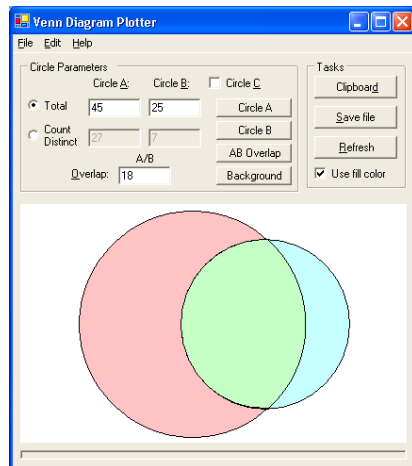 Venn Diagram Plotter
File Edit Help
Circle Parameters
Circle A: Circle B: Circle C
Total 45 25 Circle A
Count Distinct 27 7 Circle B
A/B AB Overlap
Overlap: 18 Background
Tasks
Clipboard
Save file
Refresh
Use fill color